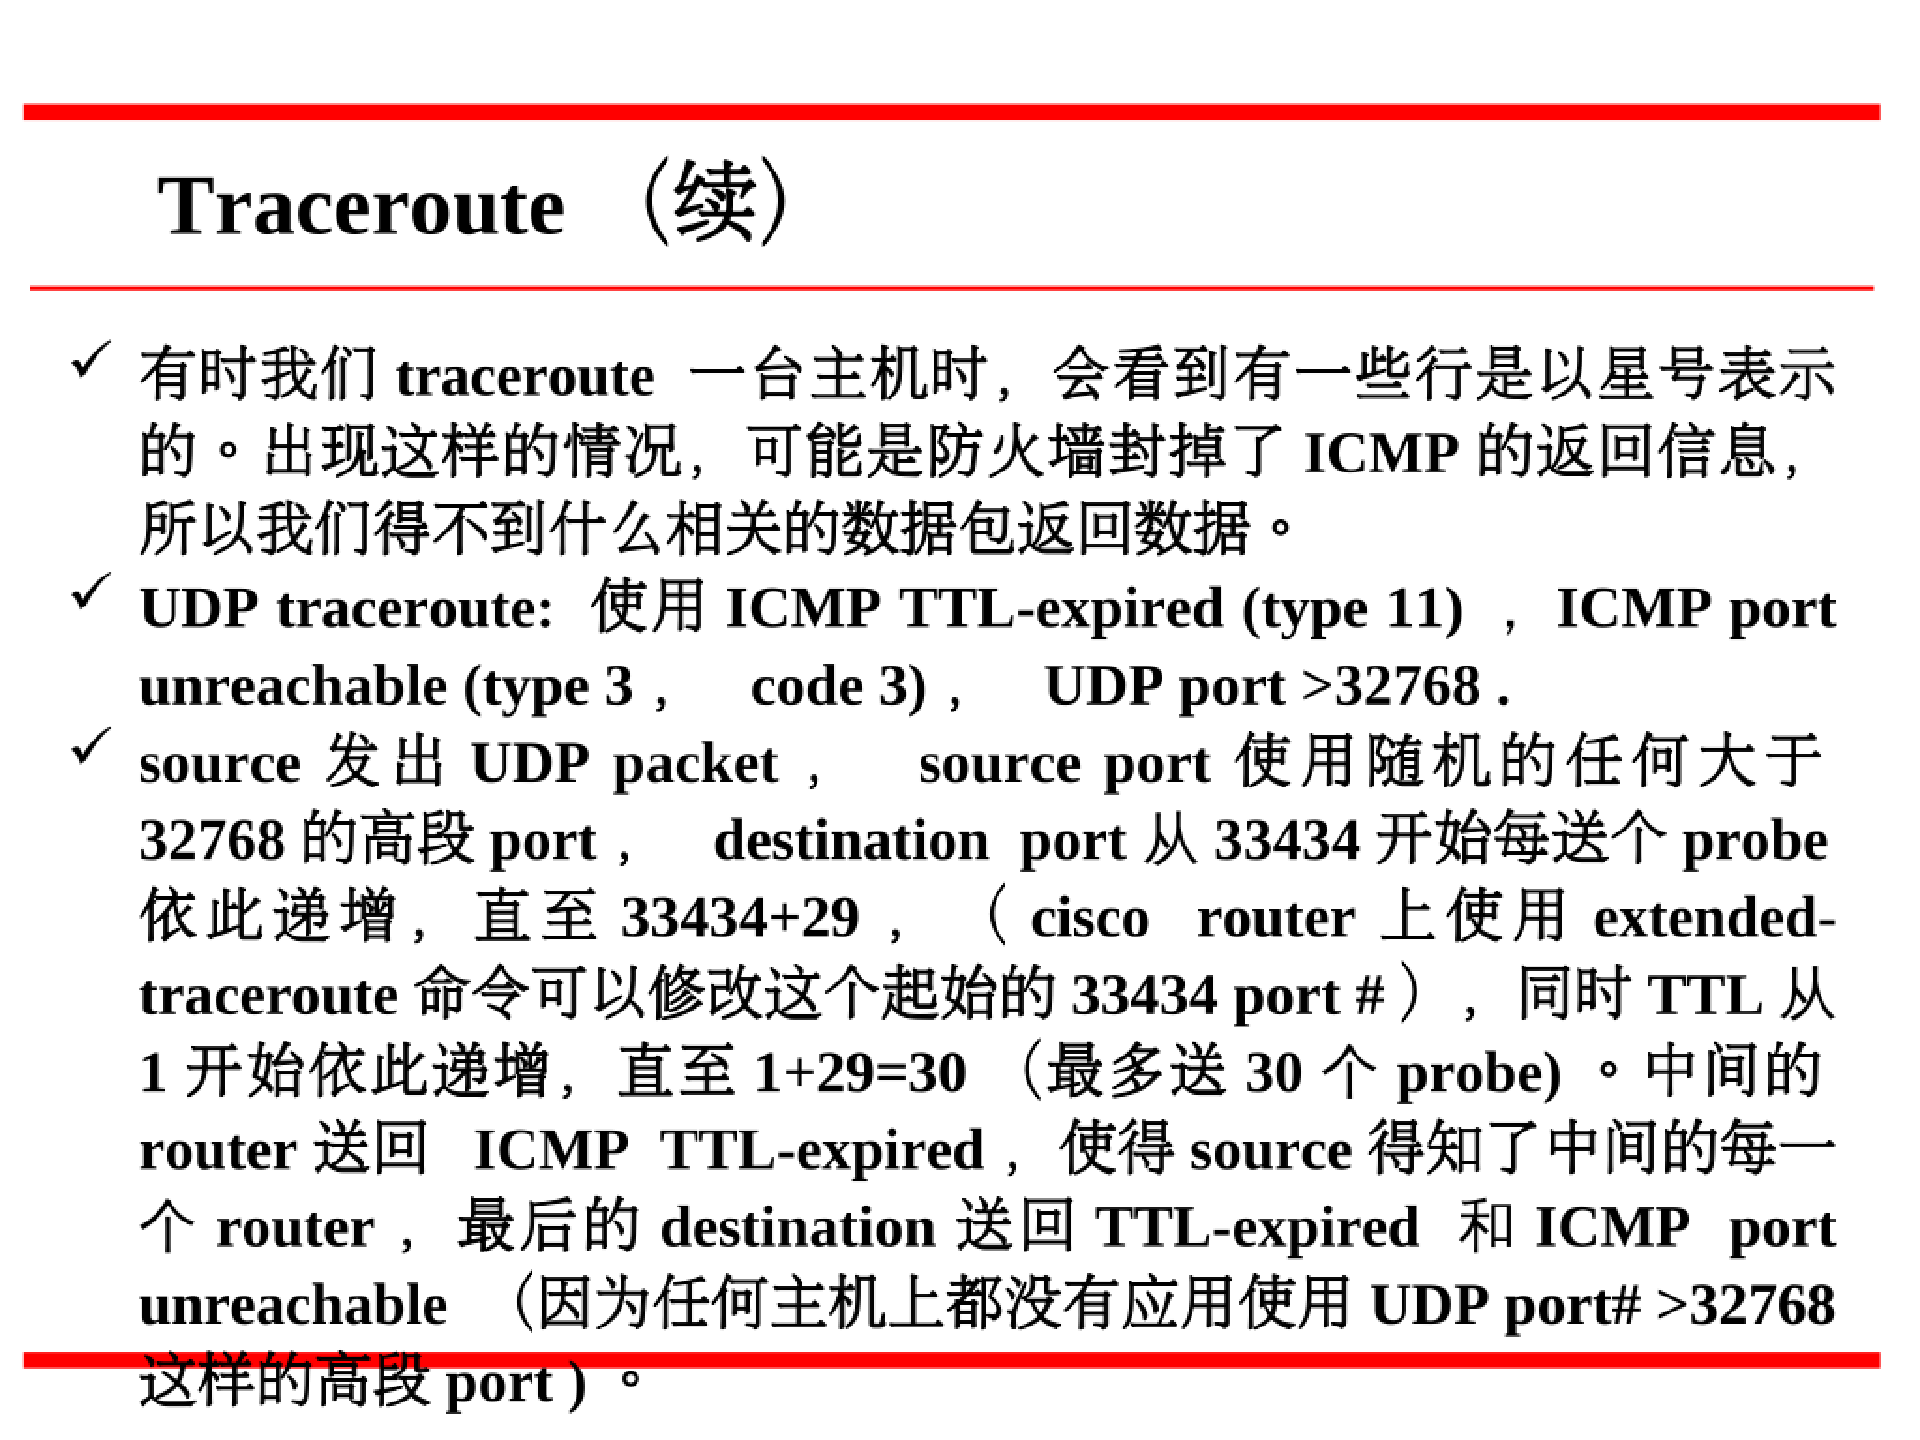 Traceroute （续）
有时我们 traceroute 一台主机时，会看到有一些行是以星号表示
的。出现这样的情况，可能是防火墙封掉了 ICMP 的返回信息，
所以我们得不到什么相关的数据包返回数据。
UDP traceroute: 使用 ICMP TTL-expired (type 11) ，ICMP port
unreachable (type 3 ， code 3) ， UDP port >32768 .
source 发出 UDP packet ， source port 使用随机的任何大于
32768 的高段 port ， destination port 从 33434 开始每送个 probe
依此递增，直至 33434+29 ，（ cisco router 上使用 extended-
traceroute 命令可以修改这个起始的 33434 port # ），同时 TTL 从
1 开始依此递增，直至 1+29=30 （最多送 30 个 probe) 。中间的
router 送回 ICMP TTL-expired ，使得 source 得知了中间的每一
个 router ，最后的 destination 送回 TTL-expired 和 ICMP port
unreachable （因为任何主机上都没有应用使用 UDP port# >32768
这样的高段 port ) 。